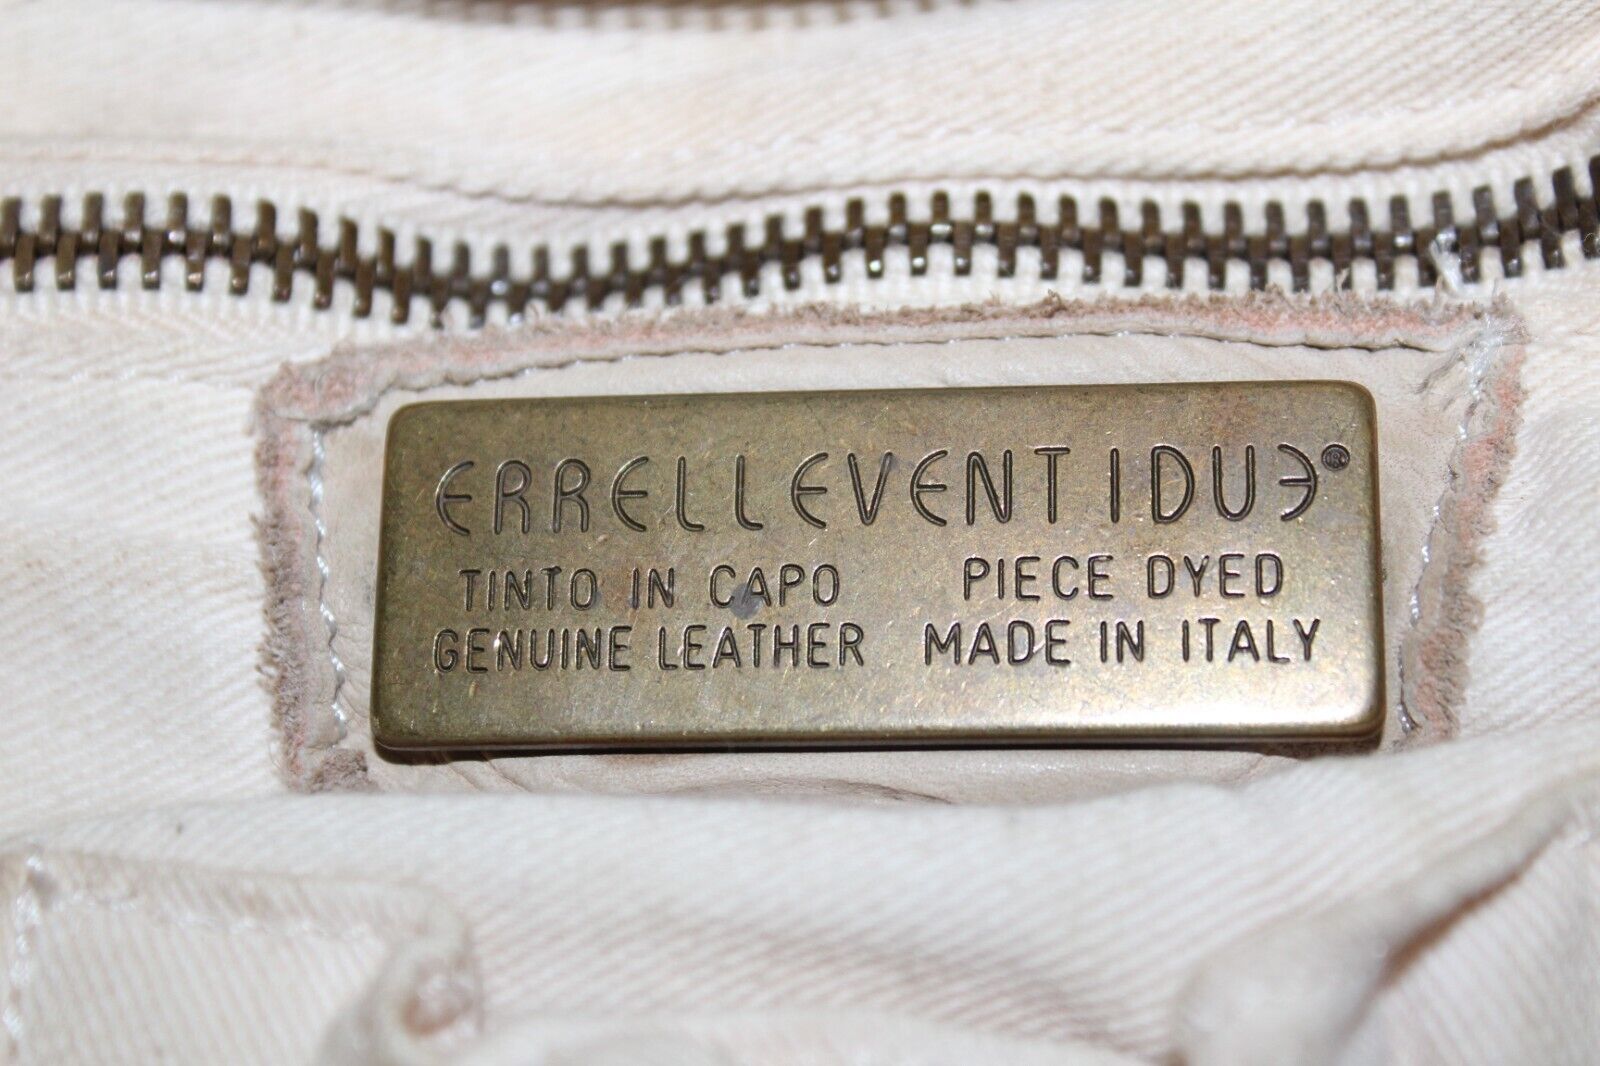 ERRELLEVENTIDUE®
TINTO IN CAPO PIECE DYED
GENUINE LEATHER MADE IN ITALY